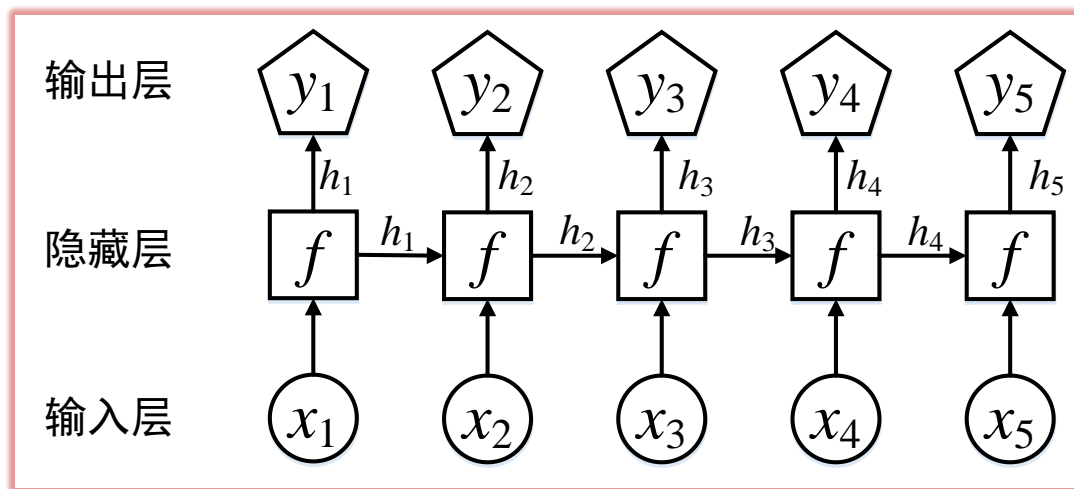 输出层 y₁ y₂ y₃ y₄ y₅
h₁ h₂ h₃ h₄ h₅
h₁ h₂ h₃ h₄
隐藏层 f f f f f
输入层 x₁ x₂ x₃ x₄ x₅